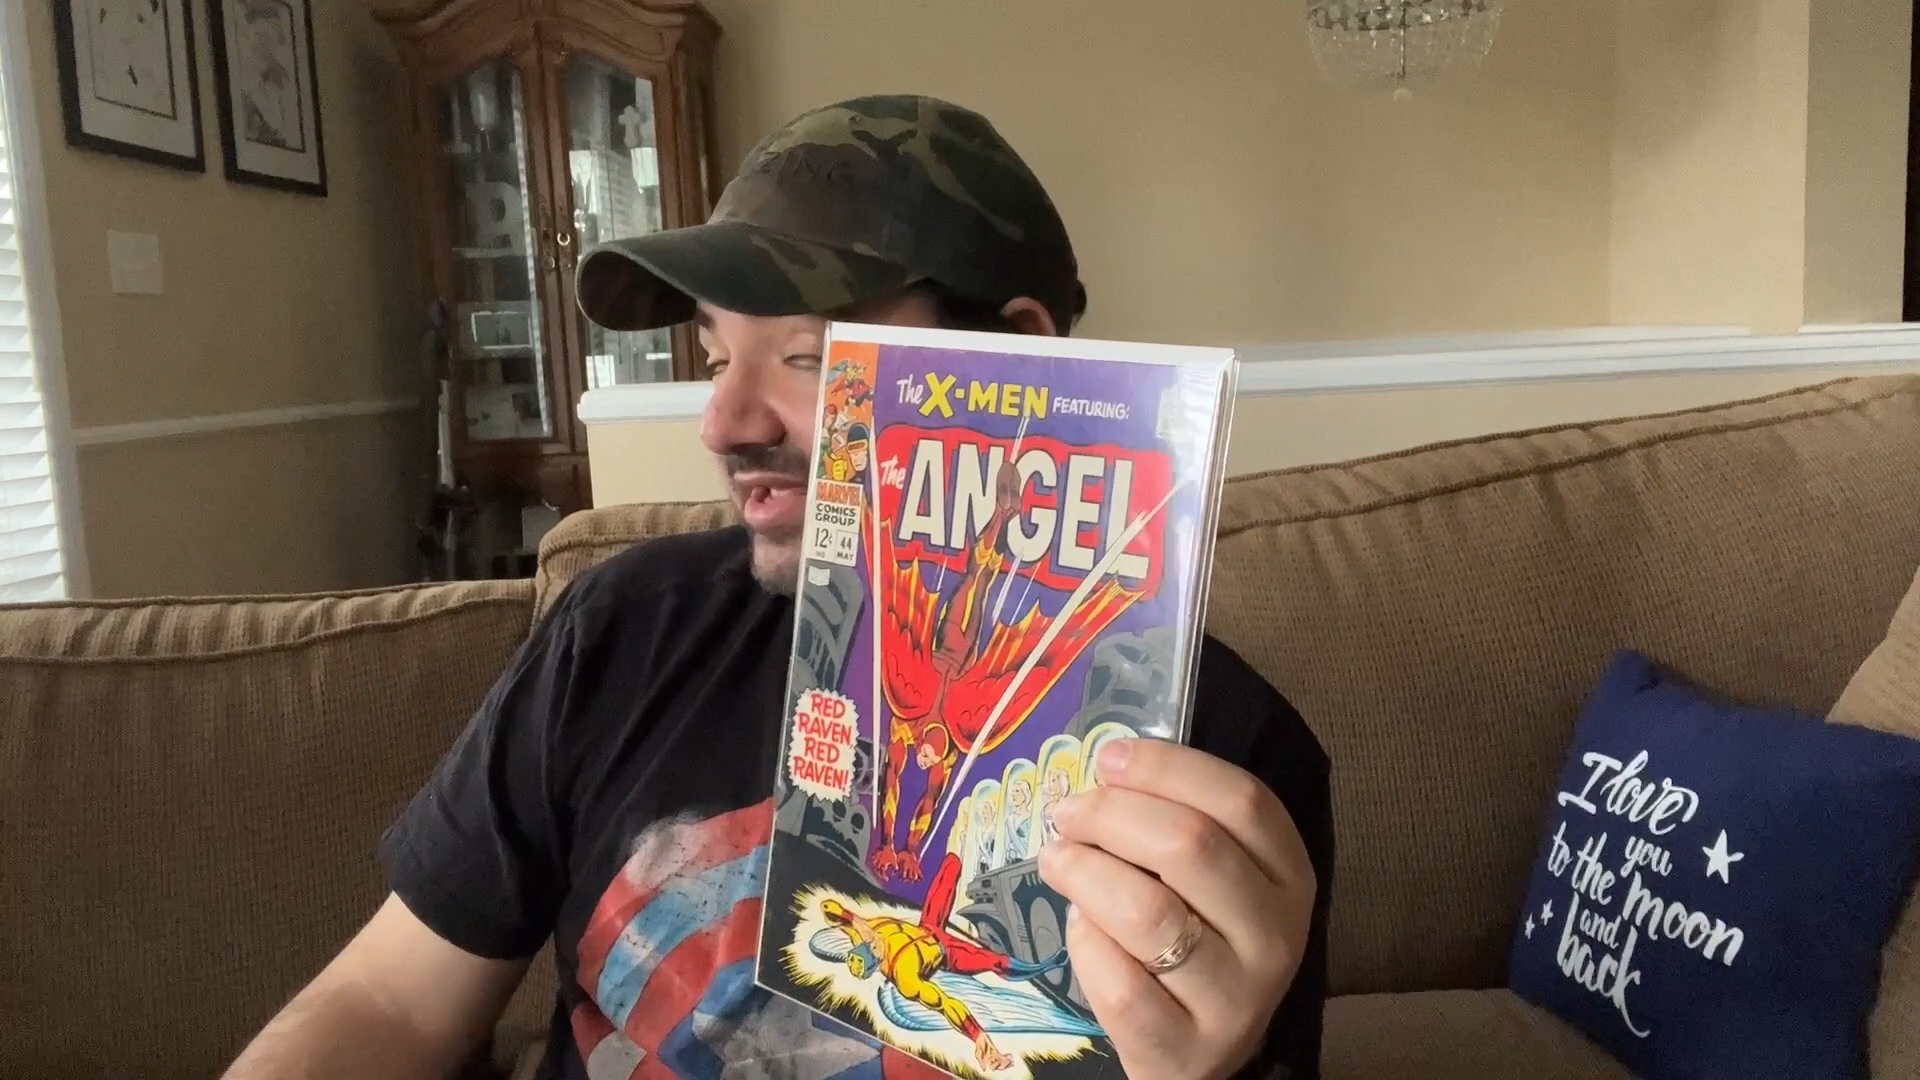 The X-MEN FEATURING:
The ANGEL
MARVEL
COMICS
GROUP
12¢
44
MAY
RED
RAVEN,
RED
RAVEN!
I love
you
to the moon
and
back